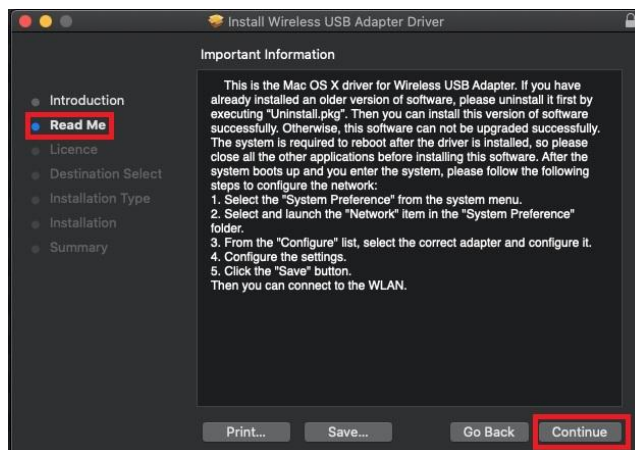 Install Wireless USB Adapter Driver
Important Information
Introduction
Read Me
Licence
Destination Select
Installation Type
Installation
Summary
This is the Mac OS X driver for Wireless USB Adapter. If you have
already installed an older version of software, please uninstall it first by
executing "Uninstall.pkg". Then you can install this version of software
successfully. Otherwise, this software can not be upgraded successfully.
The system is required to reboot after the driver is installed, so please
close all the other applications before installing this software. After the
system boots up and you enter the system, please follow the following
steps to configure the network:
1. Select the "System Preference" from the system menu.
2. Select and launch the "Network" item in the "System Preference"
folder.
3. From the "Configure" list, select the correct adapter and configure it.
4. Configure the settings.
5. Click the "Save" button.
Then you can connect to the WLAN.
Print...
Save...
Go Back
Continue